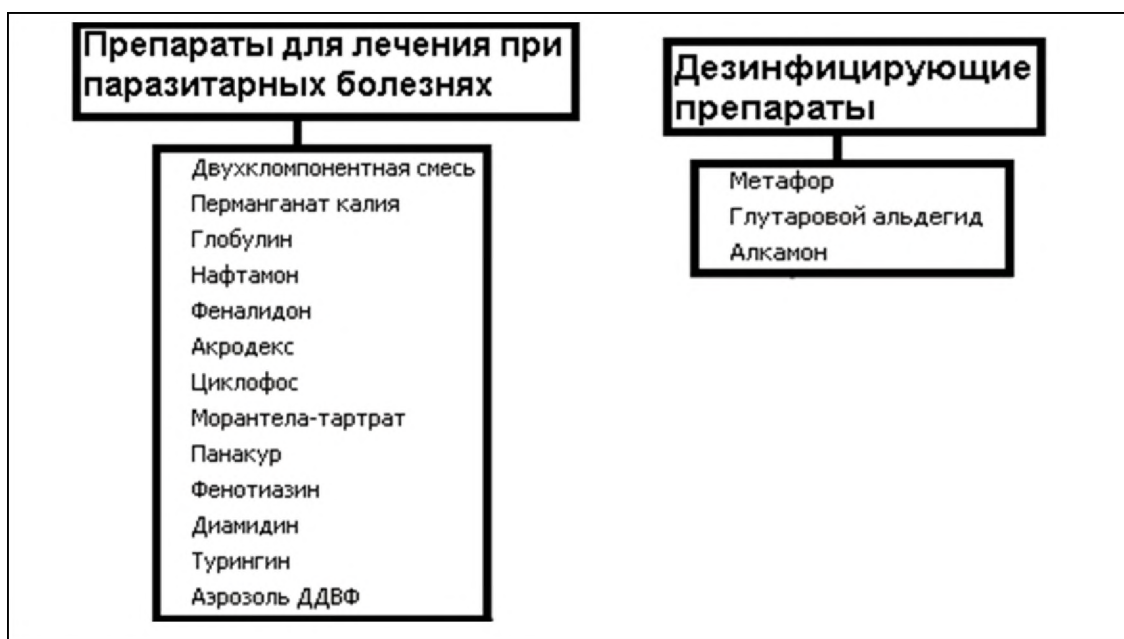 Препараты для лечения при
паразитарных болезнях
Двухкломпонентная смесь
Перманганат калия
Глобулин
Нафтамон
Феналидон
Акродекс
Циклофос
Морантела-тартрат
Панакур
Фенотиазин
Диамидин
Турингин
Аэрозоль ДДВФ
Дезинфицирующие
препараты
Метафор
Глутаровой альдегид
Алкамон